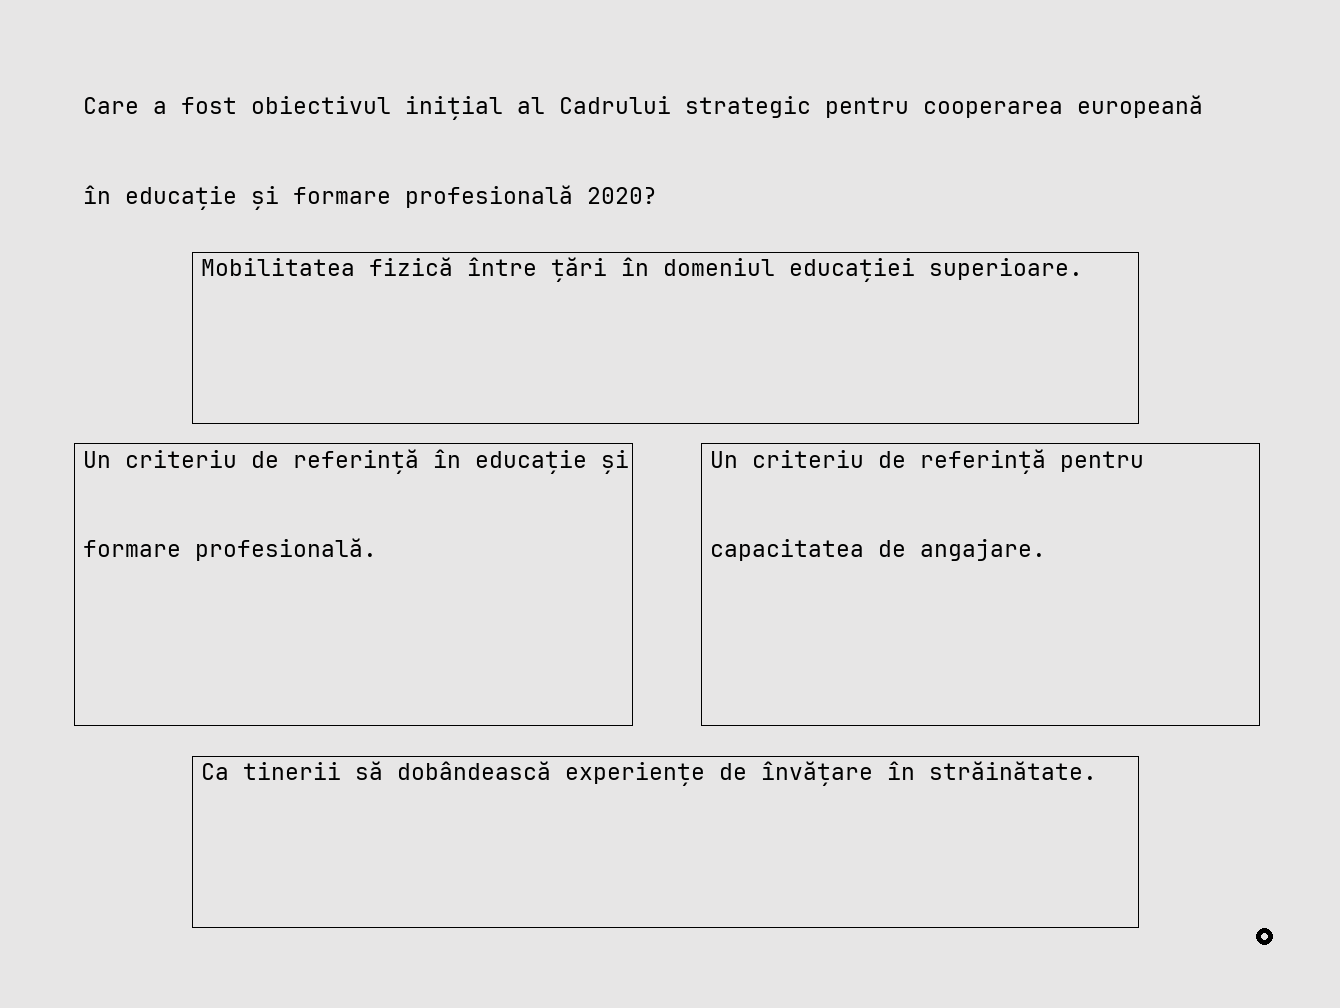 Care a fost obiectivul inițial al Cadrului strategic pentru cooperarea europeană
în educație și formare profesională 2020?
Mobilitatea fizică între țări în domeniul educației superioare.
Un criteriu de referință în educație și
formare profesională.
Un criteriu de referință pentru
capacitatea de angajare.
Ca tinerii să dobândească experiențe de învățare în străinătate.